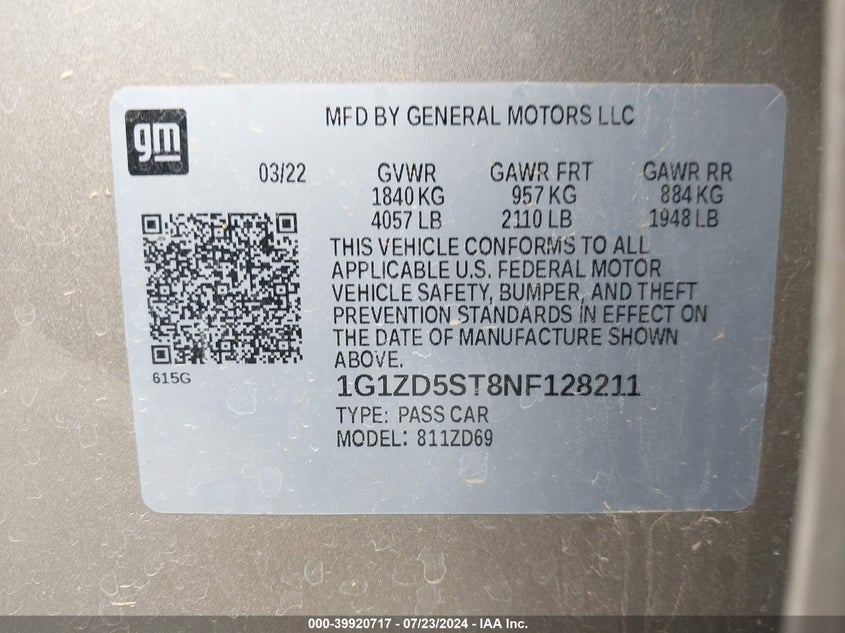 gm
MFD BY GENERAL MOTORS LLC
03/22 GVWR GAWR FRT GAWR RR
1840 KG 957 KG 884 KG
4057 LB 2110 LB 1948 LB
THIS VEHICLE CONFORMS TO ALL
APPLICABLE U.S. FEDERAL MOTOR
VEHICLE SAFETY, BUMPER, AND THEFT
PREVENTION STANDARDS IN EFFECT ON
THE DATE OF MANUFACTURE SHOWN
ABOVE.
615G
1G1ZD5ST8NF128211
TYPE: PASS CAR
MODEL: 811ZD69
000-39920717 - 07/23/2024 - IAA Inc.